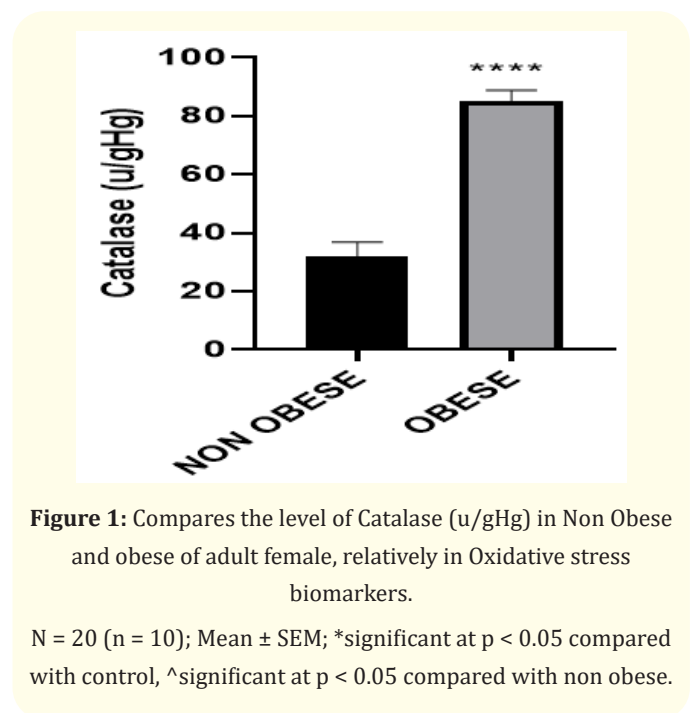 100
****
80
60
40
20
0
Catalase (u/gHg)
NON OBESE
OBESE
Figure 1: Compares the level of Catalase (u/gHg) in Non Obese
and obese of adult female, relatively in Oxidative stress
biomarkers.
N = 20 (n = 10); Mean ± SEM; *significant at p < 0.05 compared
with control, ^significant at p < 0.05 compared with non obese.